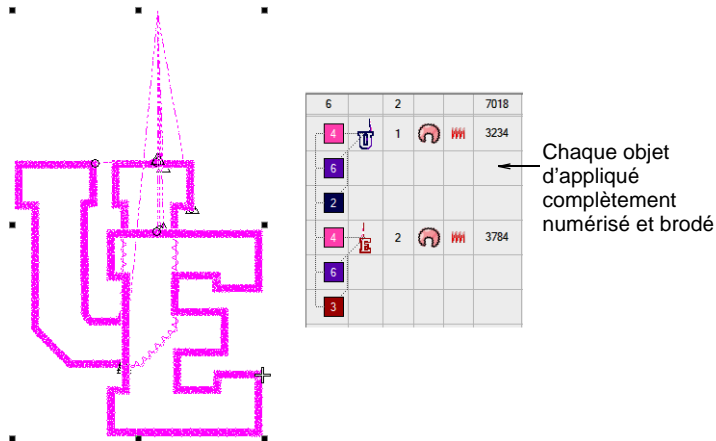 6 2 7018
4 U 1 3234
6
2
4 E 2 3784
6
3
Chaque objet
d'appliqué
complètement
numérisé et brodé
U E